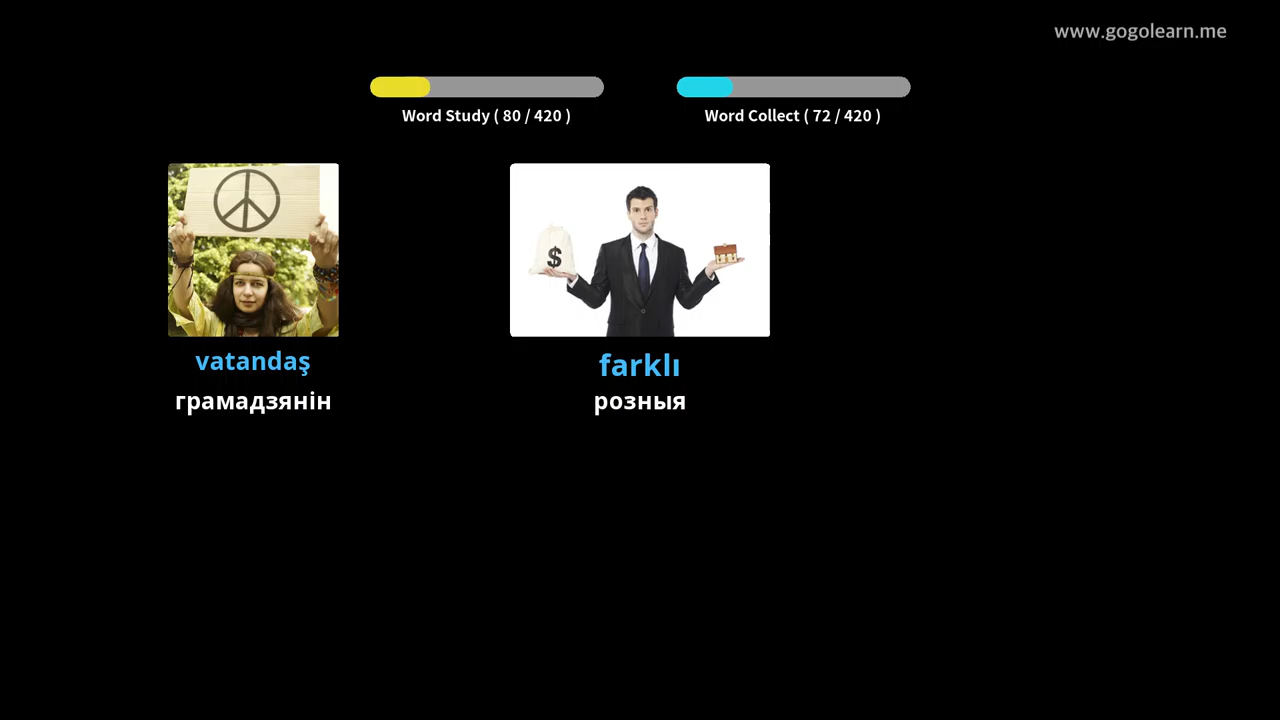 www.gogolearn.me
Word Study ( 80 / 420 )
Word Collect ( 72 / 420 )
$
vatandaş
farklı
грамадзянін
розныя